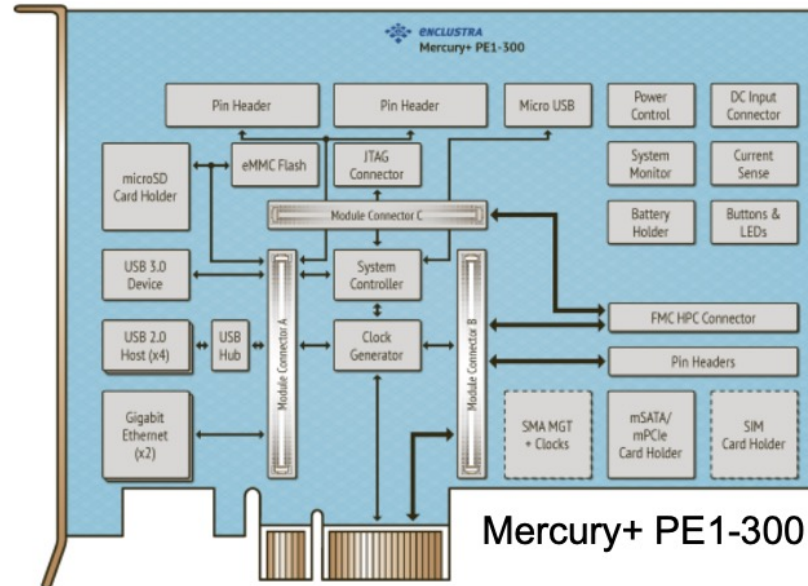 enclustra
Mercury+ PE1-300
Pin Header
Pin Header
Micro USB
Power
Control
DC Input
Connector
microSD
Card Holder
eMMC Flash
JTAG
Connector
System
Monitor
Current
Sense
Module Connector C
Battery
Holder
Buttons &
LEDs
USB 3.0
Device
Module Connector A
System
Controller
Module Connector B
FMC HPC Connector
USB 2.0
Host (x4)
USB
Hub
Clock
Generator
Pin Headers
Gigabit
Ethernet
(x2)
SMA MGT
+ Clocks
mSATA/
mPCIe
Card Holder
SIM
Card Holder
Mercury+ PE1-300